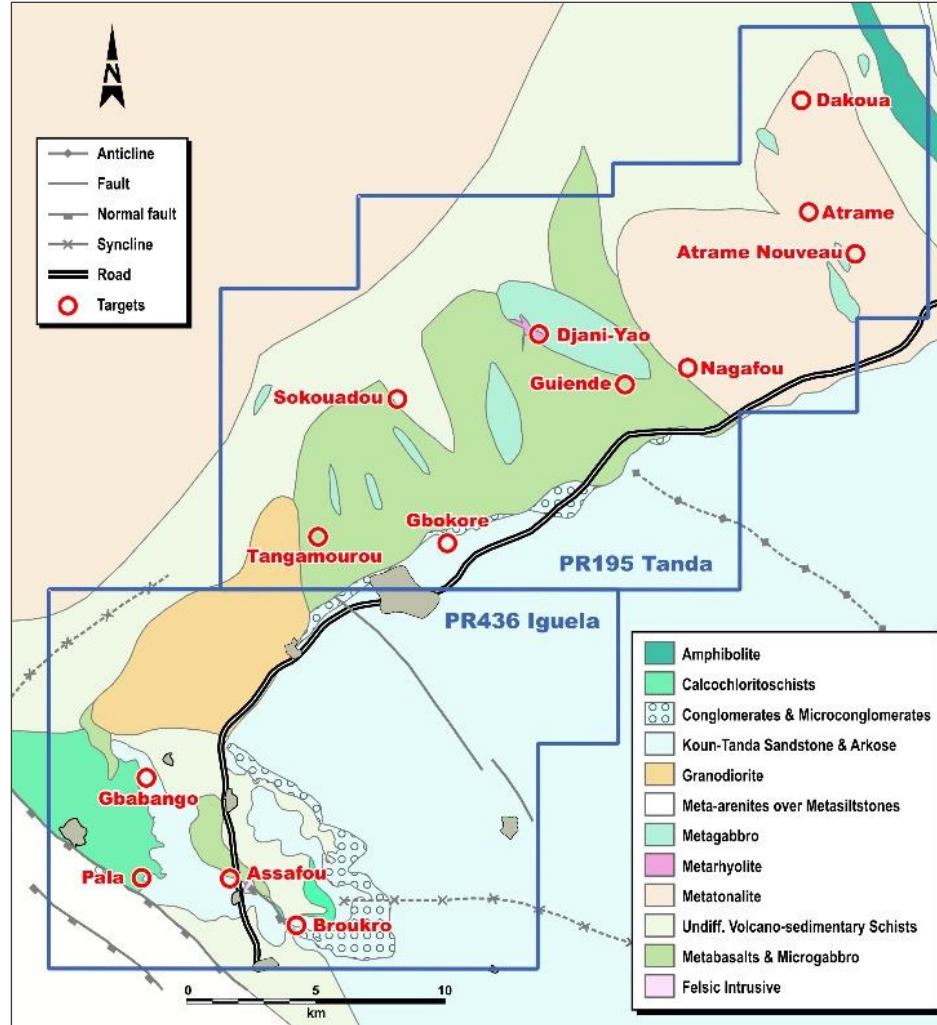 N
Anticline
Fault
Normal fault
Syncline
Road
Targets
Dakoua
Atrame
Atrame Nouveau
Djani-Yao
Guiende
Nagafou
Sokouadou
Gbokore
Tangamourou
PR195 Tanda
PR436 Iguela
Gbabango
Pala
Assafou
Broukro
Amphibolite
Calcochloritoschists
Conglomerates & Microconglomerates
Koun-Tanda Sandstone & Arkose
Granodiorite
Meta-arenites over Metasiltstones
Metagabbro
Metarhyolite
Metatonalite
Undiff. Volcano-sedimentary Schists
Metabasalts & Microgabbro
Felsic Intrusive
0 5 10
km